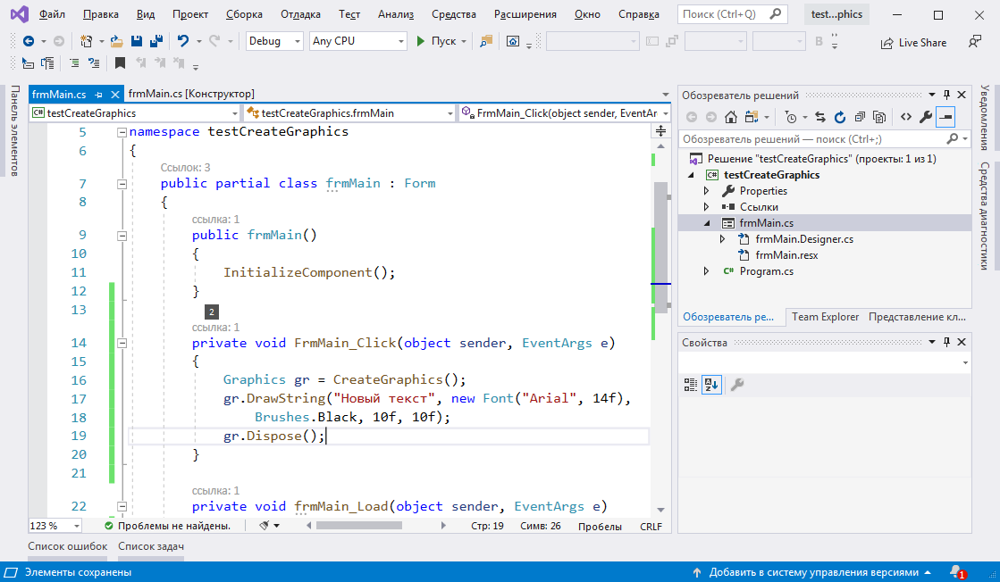 Файл Правка Вид Проект Сборка Отладка Тест Анализ Средства Расширения Окно Справка Поиск (Ctrl+Q) test...phics
Debug Any CPU Пуск Live Share
frmMain.cs frmMain.cs [Конструктор]
testCreateGraphics testCreateGraphics.frmMain FrmMain_Click(object sender, EventAr
Панель элементов
5 namespace testCreateGraphics
6 {
Ссылок: 3
7 public partial class frmMain : Form
8 {
ссылка: 1
9 public frmMain()
10 {
11 InitializeComponent();
12 }
13 2
ссылка: 1
14 private void FrmMain_Click(object sender, EventArgs e)
15 {
16 Graphics gr = CreateGraphics();
17 gr.DrawString("Новый текст", new Font("Arial", 14f),
18 Brushes.Black, 10f, 10f);
19 gr.Dispose();
20 }
21
ссылка: 1
22 private void frmMain_Load(object sender, EventArgs e)
123 % Проблемы не найдены. Стр: 19 Симв: 26 Пробелы CRLF
Список ошибок Список задач
Обозреватель решений
Обозреватель решений — поиск (Ctrl+;)
Решение "testCreateGraphics" (проекты: 1 из 1)
C# testCreateGraphics
Properties
Ссылки
frmMain.cs
frmMain.Designer.cs
frmMain.resx
C# Program.cs
Обозреватель ре... Team Explorer Представление кл...
Свойства
Уведомления
Средства диагностики
Элементы сохранены Добавить в систему управления версиями 1